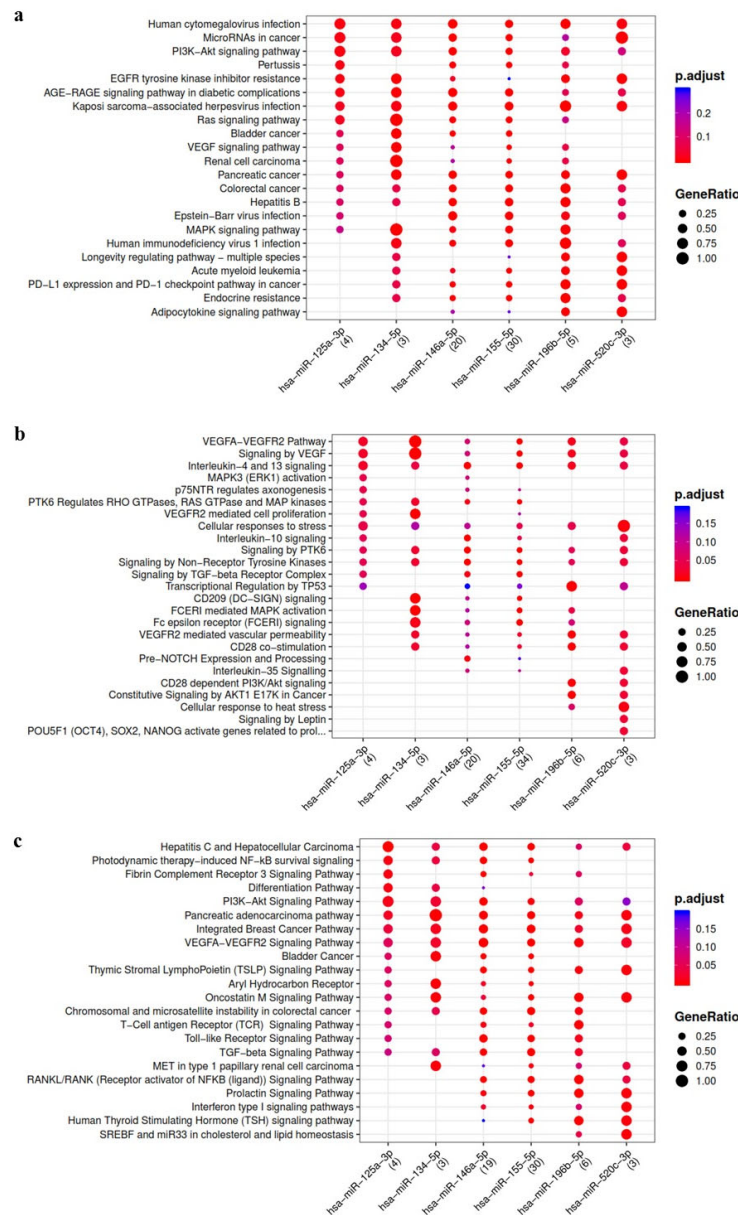 a
Human cytomegalovirus infection
MicroRNAs in cancer
PI3K−Akt signaling pathway
Pertussis
EGFR tyrosine kinase inhibitor resistance
AGE−RAGE signaling pathway in diabetic complications
Kaposi sarcoma−associated herpesvirus infection
Ras signaling pathway
Bladder cancer
VEGF signaling pathway
Renal cell carcinoma
Pancreatic cancer
Colorectal cancer
Hepatitis B
Epstein−Barr virus infection
MAPK signaling pathway
Human immunodeficiency virus 1 infection
Longevity regulating pathway − multiple species
Acute myeloid leukemia
PD−L1 expression and PD−1 checkpoint pathway in cancer
Endocrine resistance
Adipocytokine signaling pathway
hsa−miR−125a−3p
(4)
hsa−miR−134−5p
(3)
hsa−miR−146a−5p
(20)
hsa−miR−155−5p
(30)
hsa−miR−196b−5p
(5)
hsa−miR−520c−3p
(3)
p.adjust
0.2
0.1
GeneRatio
0.25
0.50
0.75
1.00
b
VEGFA−VEGFR2 Pathway
Signaling by VEGF
Interleukin−4 and 13 signaling
MAPK3 (ERK1) activation
p75NTR regulates axonogenesis
PTK6 Regulates RHO GTPases, RAS GTPase and MAP kinases
VEGFR2 mediated cell proliferation
Cellular responses to stress
Interleukin−10 signaling
Signaling by PTK6
Signaling by Non−Receptor Tyrosine Kinases
Signaling by TGF−beta Receptor Complex
Transcriptional Regulation by TP53
CD209 (DC−SIGN) signaling
FCERI mediated MAPK activation
Fc epsilon receptor (FCERI) signaling
VEGFR2 mediated vascular permeability
CD28 co−stimulation
Pre−NOTCH Expression and Processing
Interleukin−35 Signalling
CD28 dependent PI3K/Akt signaling
Constitutive Signaling by AKT1 E17K in Cancer
Cellular response to heat stress
Signaling by Leptin
POU5F1 (OCT4), SOX2, NANOG activate genes related to prol...
hsa−miR−125a−3p
(4)
hsa−miR−134−5p
(3)
hsa−miR−146a−5p
(20)
hsa−miR−155−5p
(34)
hsa−miR−196b−5p
(6)
hsa−miR−520c−3p
(3)
p.adjust
0.15
0.10
0.05
GeneRatio
0.25
0.50
0.75
1.00
c
Hepatitis C and Hepatocellular Carcinoma
Photodynamic therapy−induced NF−kB survival signaling
Fibrin Complement Receptor 3 Signaling Pathway
Differentiation Pathway
PI3K−Akt Signaling Pathway
Pancreatic adenocarcinoma pathway
Integrated Breast Cancer Pathway
VEGFA−VEGFR2 Signaling Pathway
Bladder Cancer
Thymic Stromal LymphoPoietin (TSLP) Signaling Pathway
Aryl Hydrocarbon Receptor
Oncostatin M Signaling Pathway
Chromosomal and microsatellite instability in colorectal cancer
T−Cell antigen Receptor (TCR)  Signaling Pathway
Toll−like Receptor Signaling Pathway
TGF−beta Signaling Pathway
MET in type 1 papillary renal cell carcinoma
RANKL/RANK (Receptor activator of NFKB (ligand)) Signaling Pathway
Prolactin Signaling Pathway
Interferon type I signaling pathways
Human Thyroid Stimulating Hormone (TSH) signaling pathway
SREBF and miR33 in cholesterol and lipid homeostasis
hsa−miR−125a−3p
(4)
hsa−miR−134−5p
(3)
hsa−miR−146a−5p
(19)
hsa−miR−155−5p
(30)
hsa−miR−196b−5p
(6)
hsa−miR−520c−3p
(3)
p.adjust
0.15
0.10
0.05
GeneRatio
0.25
0.50
0.75
1.00